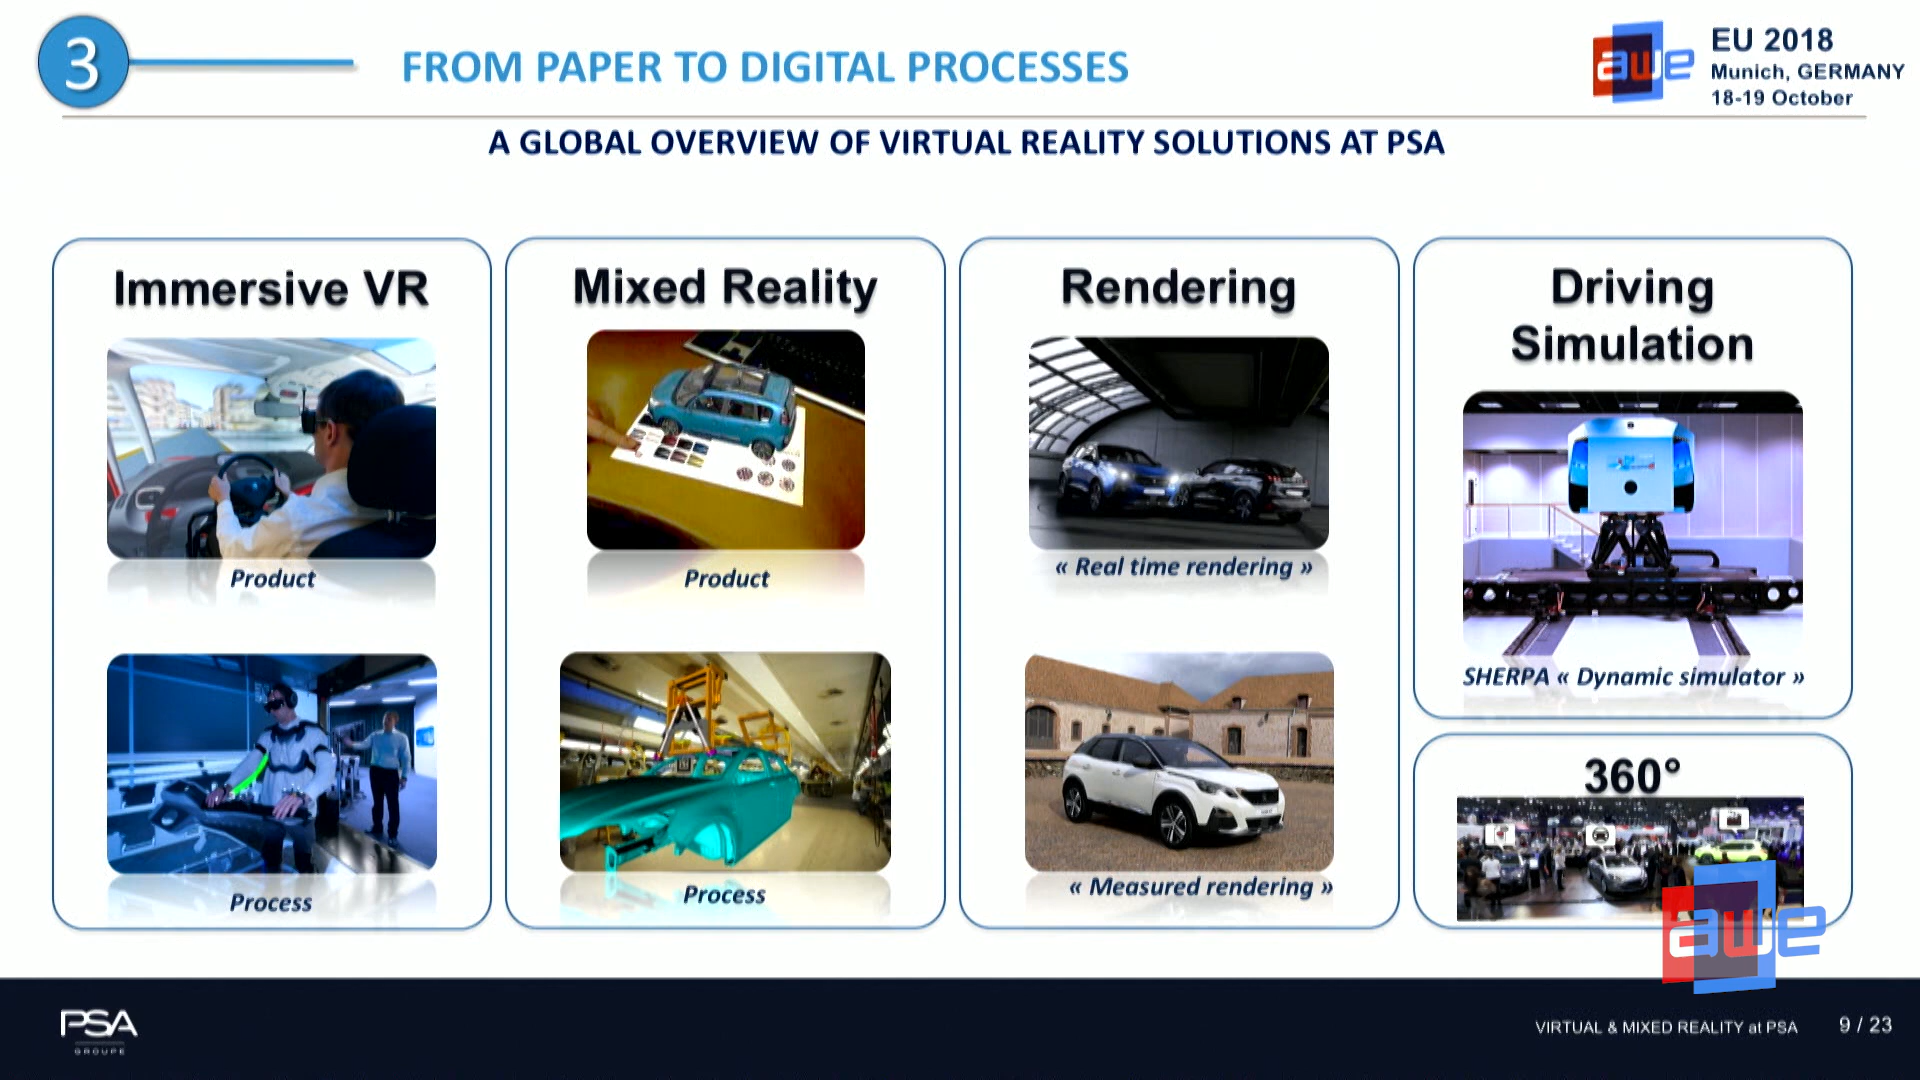 3
FROM PAPER TO DIGITAL PROCESSES
awe
EU 2018
Munich, GERMANY
18-19 October
A GLOBAL OVERVIEW OF VIRTUAL REALITY SOLUTIONS AT PSA
Immersive VR
Product
Process
Mixed Reality
Product
Process
Rendering
« Real time rendering »
« Measured rendering »
Driving
Simulation
SHERPA « Dynamic simulator »
360°
awe
PSA
GROUPE
VIRTUAL & MIXED REALITY at PSA
9 / 23